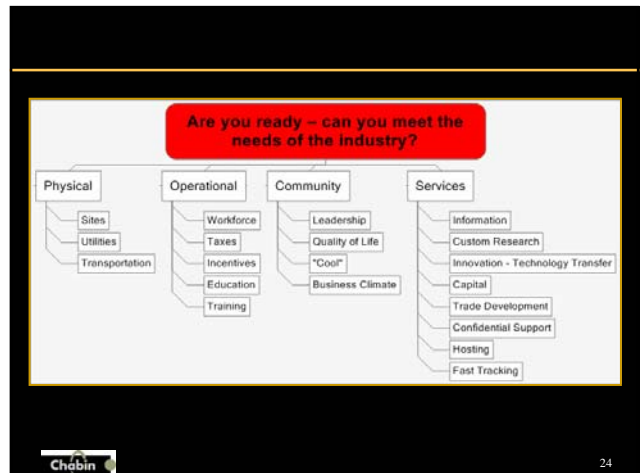 Are you ready – can you meet the
needs of the industry?
Physical
Sites
Utilities
Transportation
Operational
Workforce
Taxes
Incentives
Education
Training
Community
Leadership
Quality of Life
"Cool"
Business Climate
Services
Information
Custom Research
Innovation - Technology Transfer
Capital
Trade Development
Confidential Support
Hosting
Fast Tracking
Chabin
24